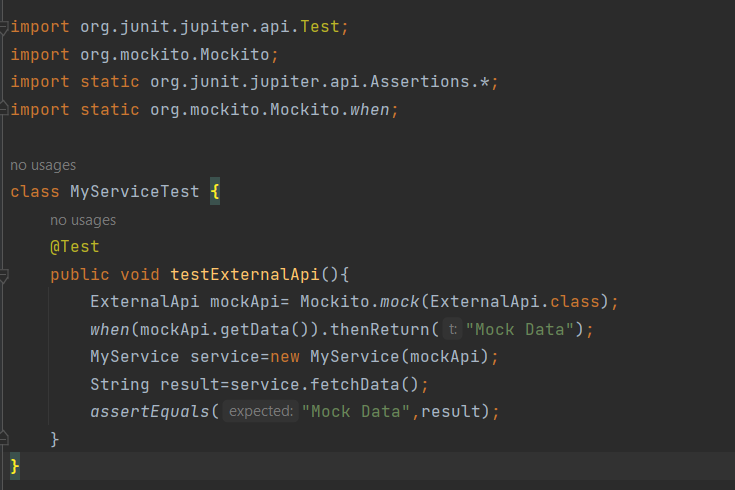 import org.junit.jupiter.api.Test;
import org.mockito.Mockito;
import static org.junit.jupiter.api.Assertions.*;
import static org.mockito.Mockito.when;
no usages
class MyServiceTest {
no usages
@Test
public void testExternalApi(){
ExternalApi mockApi= Mockito.mock(ExternalApi.class);
when(mockApi.getData()).thenReturn( t: "Mock Data");
MyService service=new MyService(mockApi);
String result=service.fetchData();
assertEquals( expected: "Mock Data",result);
}
}